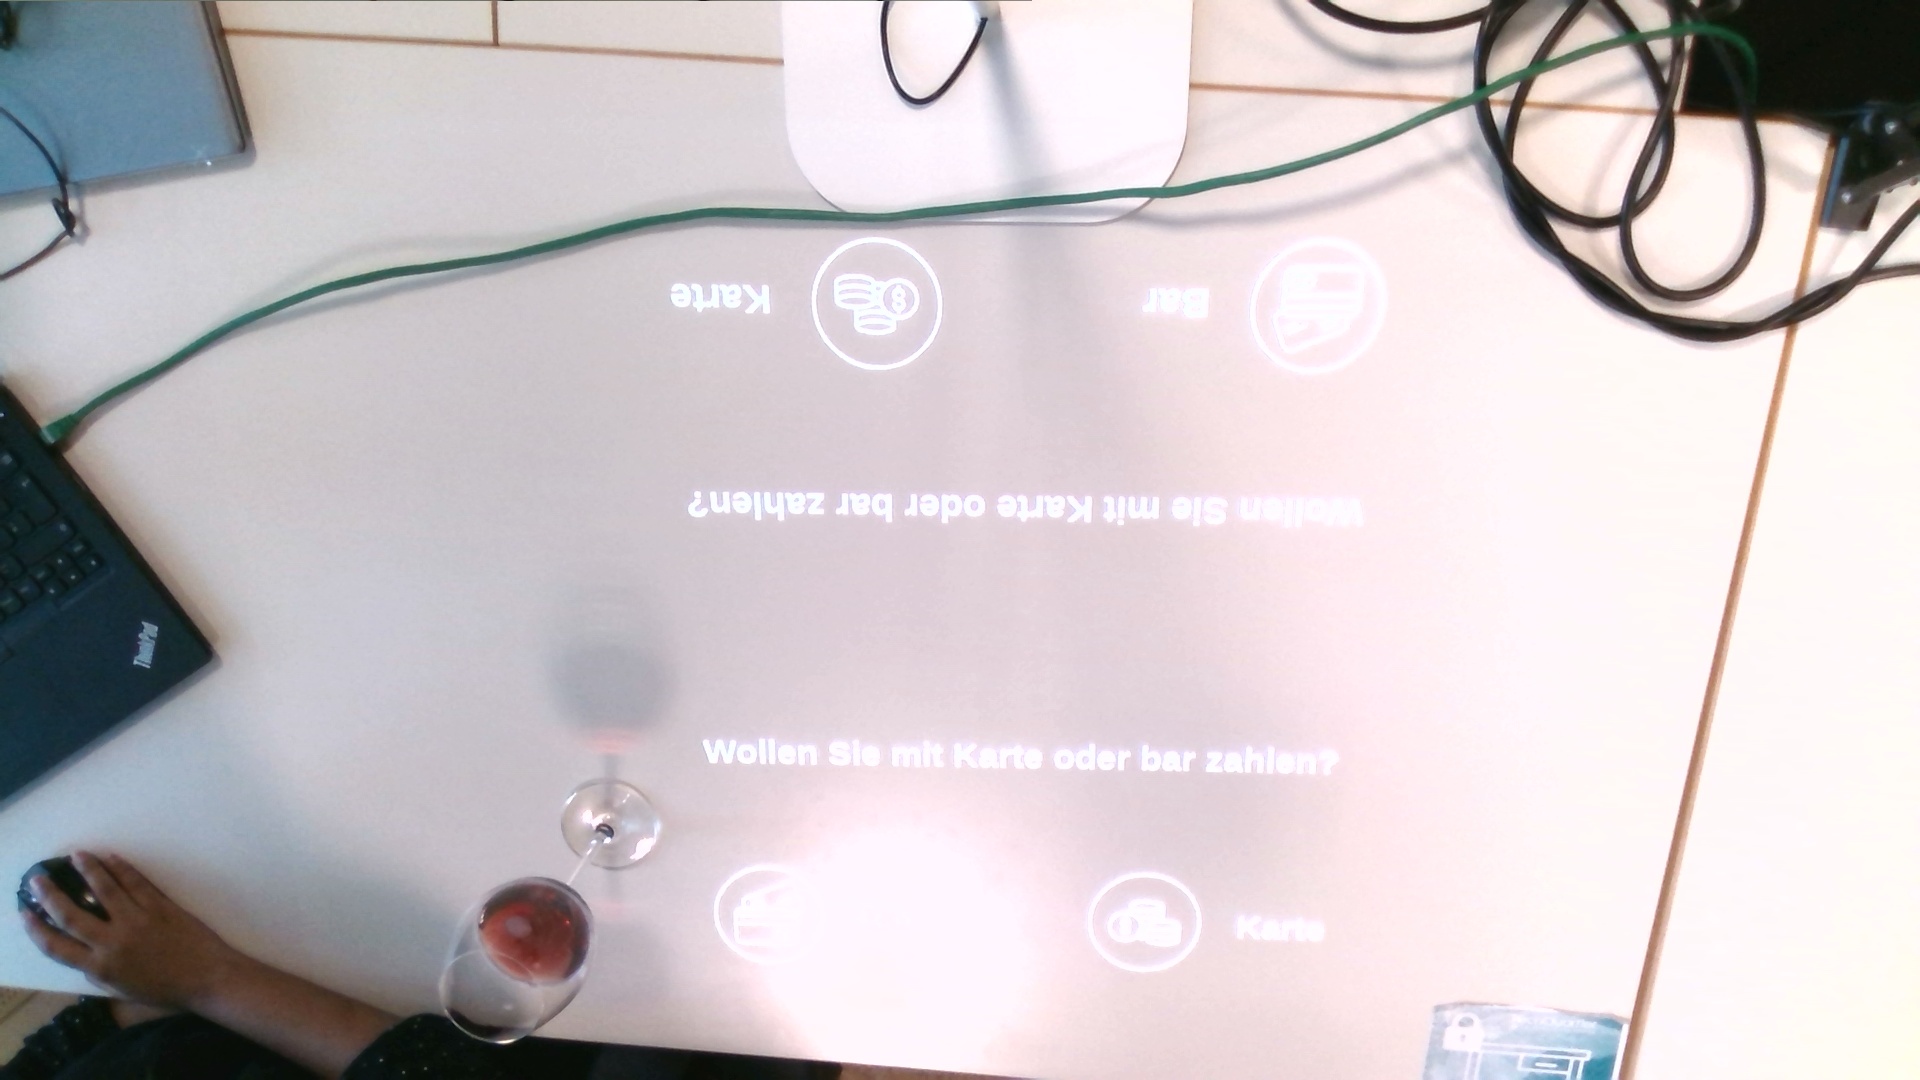 Karte
Bar
Wollen Sie mit Karte oder bar zahlen?
ThinkPad
Wollen Sie mit Karte oder bar zahlen?
Karte